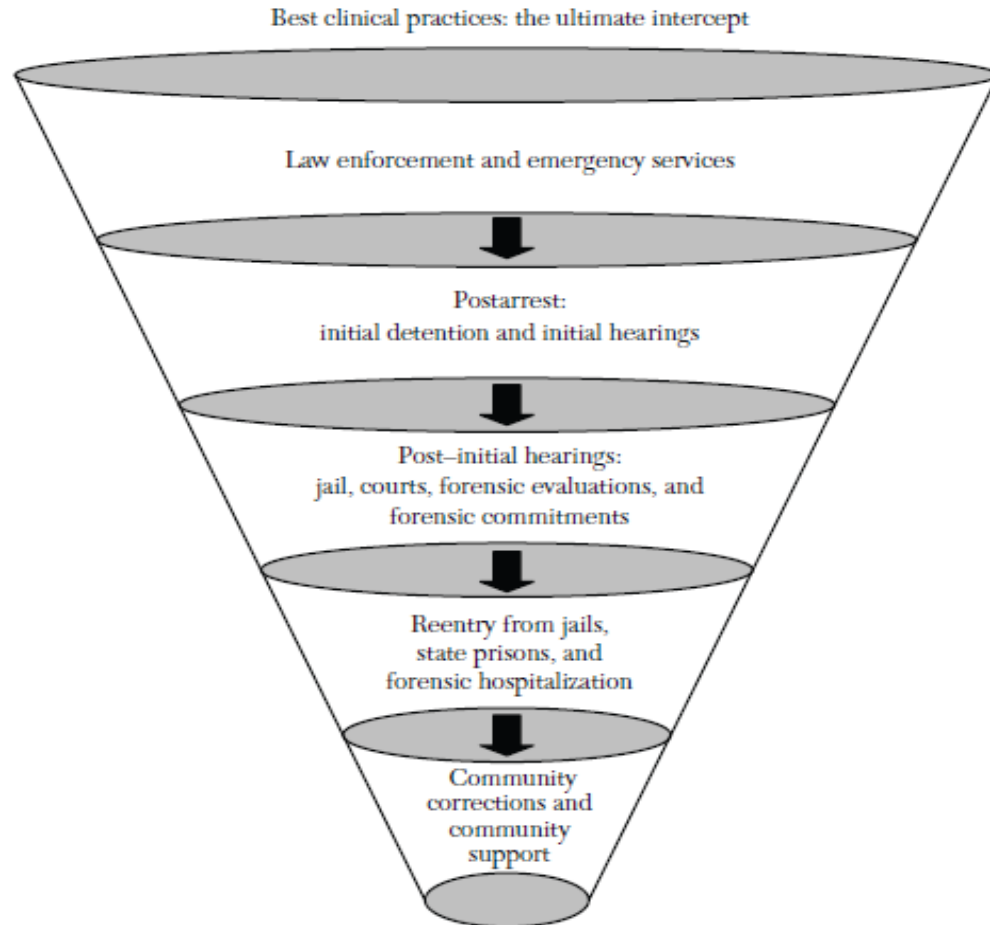 Best clinical practices: the ultimate intercept
Law enforcement and emergency services
Postarrest:
initial detention and initial hearings
Post–initial hearings:
jail, courts, forensic evaluations, and
forensic commitments
Reentry from jails,
state prisons, and
forensic hospitalization
Community
corrections and
community
support